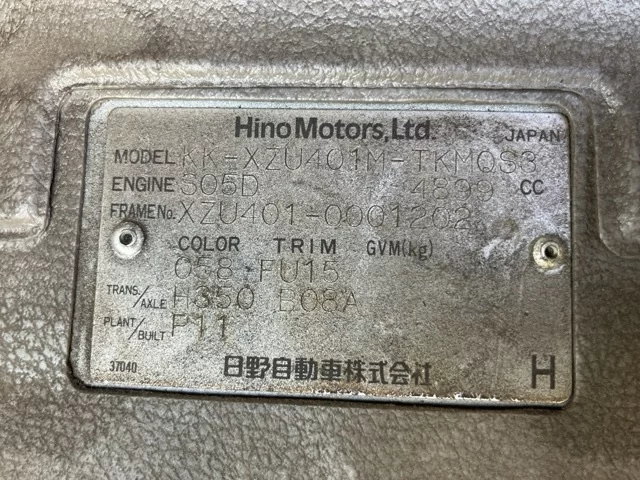 Hino Motors, Ltd. JAPAN
MODEL KK-XZU401M-TKMQS3
ENGINE S05D 4899 CC
FRAME No. XZU401-0001202
COLOR TRIM GVM(kg)
058 FU15
TRANS./AXLE H350 B08A
PLANT/BUILT P11
37040 日野自動車株式会社 H